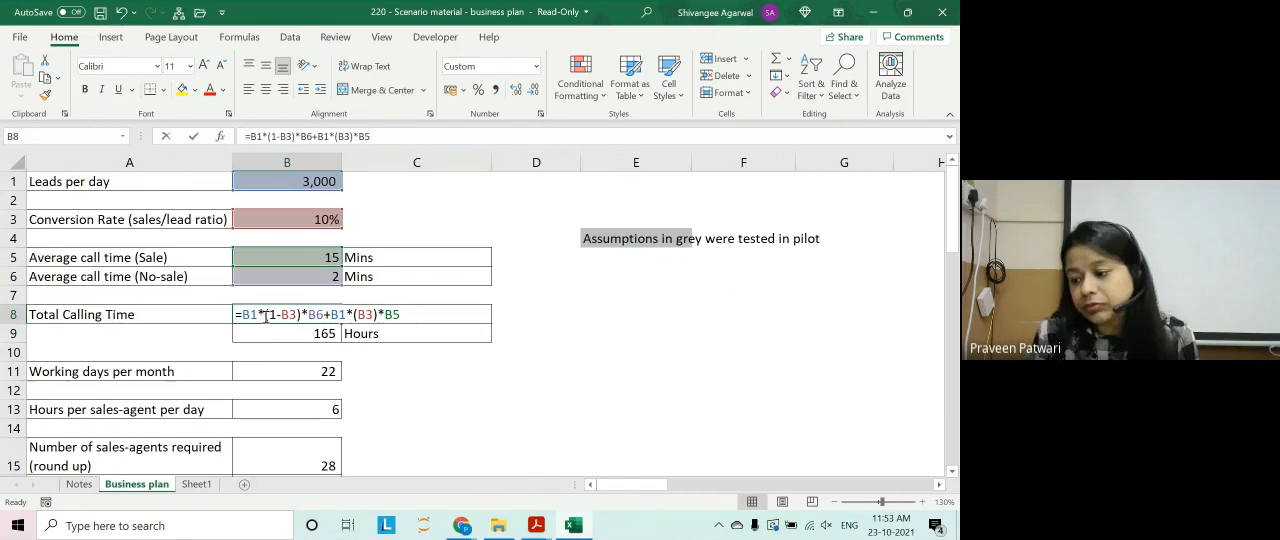 AutoSave Off
220 - Scenario material - business plan - Read-Only
Shivangee Agarwal SA
File Home Insert Page Layout Formulas Data Review View Developer Help Share Comments
Paste
Calibri 11
B I U
Wrap Text
Merge & Center
Custom
Conditional Formatting
Format as Table
Cell Styles
Insert
Delete
Format
Sort & Filter
Find & Select
Analyze Data
Clipboard Font Alignment Number Styles Cells Editing Analysis
B8 fx =B1*(1-B3)*B6+B1*(B3)*B5
A B C D E F G H
1 Leads per day 3,000
2
3 Conversion Rate (sales/lead ratio) 10%
4 Assumptions in grey were tested in pilot
5 Average call time (Sale) 15 Mins
6 Average call time (No-sale) 2 Mins
7
8 Total Calling Time =B1*(1-B3)*B6+B1*(B3)*B5
9 165 Hours
10
11 Working days per month 22
12
13 Hours per sales-agent per day 6
14
Number of sales-agents required
15 (round up) 28
Notes Business plan Sheet1
Ready 130%
Type here to search
ENG
11:53 AM
23-10-2021
4
Praveen Patwari